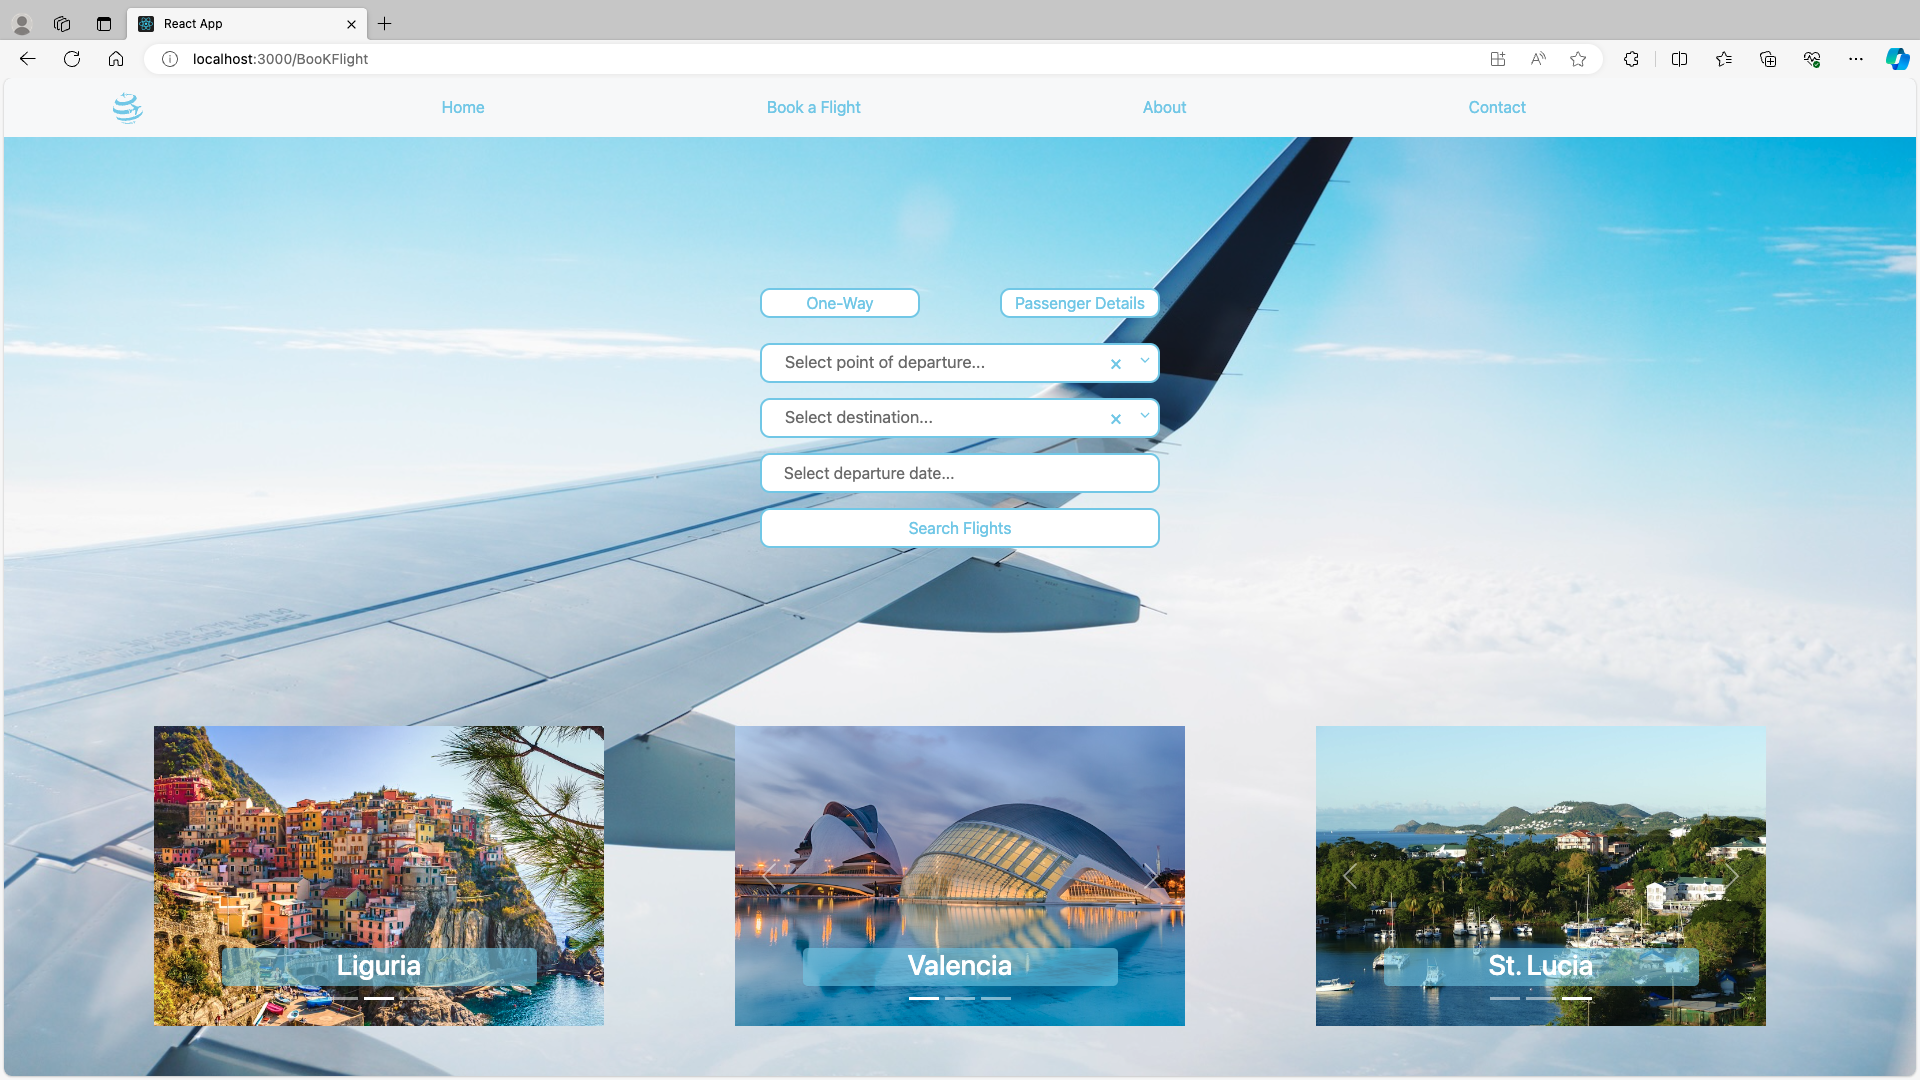 React App
localhost:3000/BooKFlight
Home
Book a Flight
About
Contact
One-Way
Passenger Details
Select point of departure...
Select destination...
Select departure date...
Search Flights
Liguria
Valencia
St. Lucia